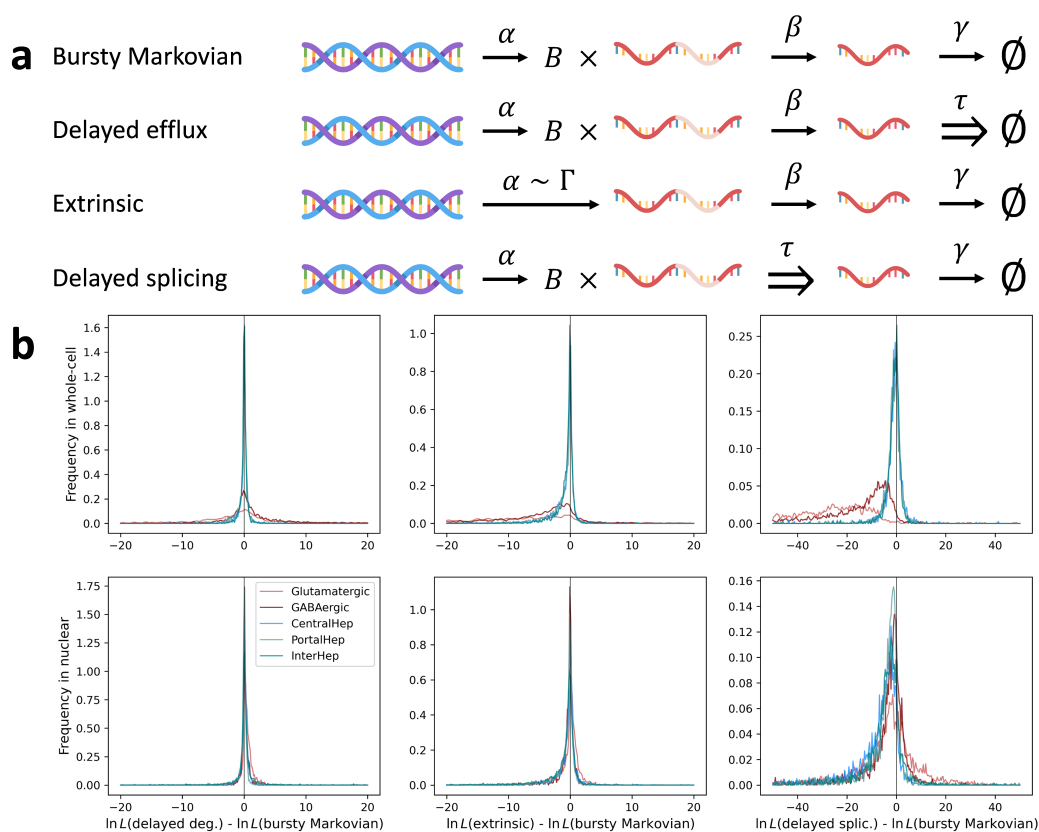 a
Bursty Markovian α B × β γ ∅
Delayed efflux α B × β τ ∅
Extrinsic α ~ Γ β γ ∅
Delayed splicing α B × τ γ ∅
b
Frequency in whole-cell
1.6
1.4
1.2
1.0
0.8
0.6
0.4
0.2
0.0
−20 −10 0 10 20
1.0
0.8
0.6
0.4
0.2
0.0
−20 −10 0 10 20
0.25
0.20
0.15
0.10
0.05
0.00
−40 −20 0 20 40
Frequency in nuclear
1.75
1.50
1.25
1.00
0.75
0.50
0.25
0.00
Glutamatergic
GABAergic
CentralHep
PortalHep
InterHep
−20 −10 0 10 20
ln L(delayed deg.) - ln L(bursty Markovian)
1.0
0.8
0.6
0.4
0.2
0.0
−20 −10 0 10 20
ln L(extrinsic) - ln L(bursty Markovian)
0.16
0.14
0.12
0.10
0.08
0.06
0.04
0.02
0.00
−40 −20 0 20 40
ln L(delayed splic.) - ln L(bursty Markovian)